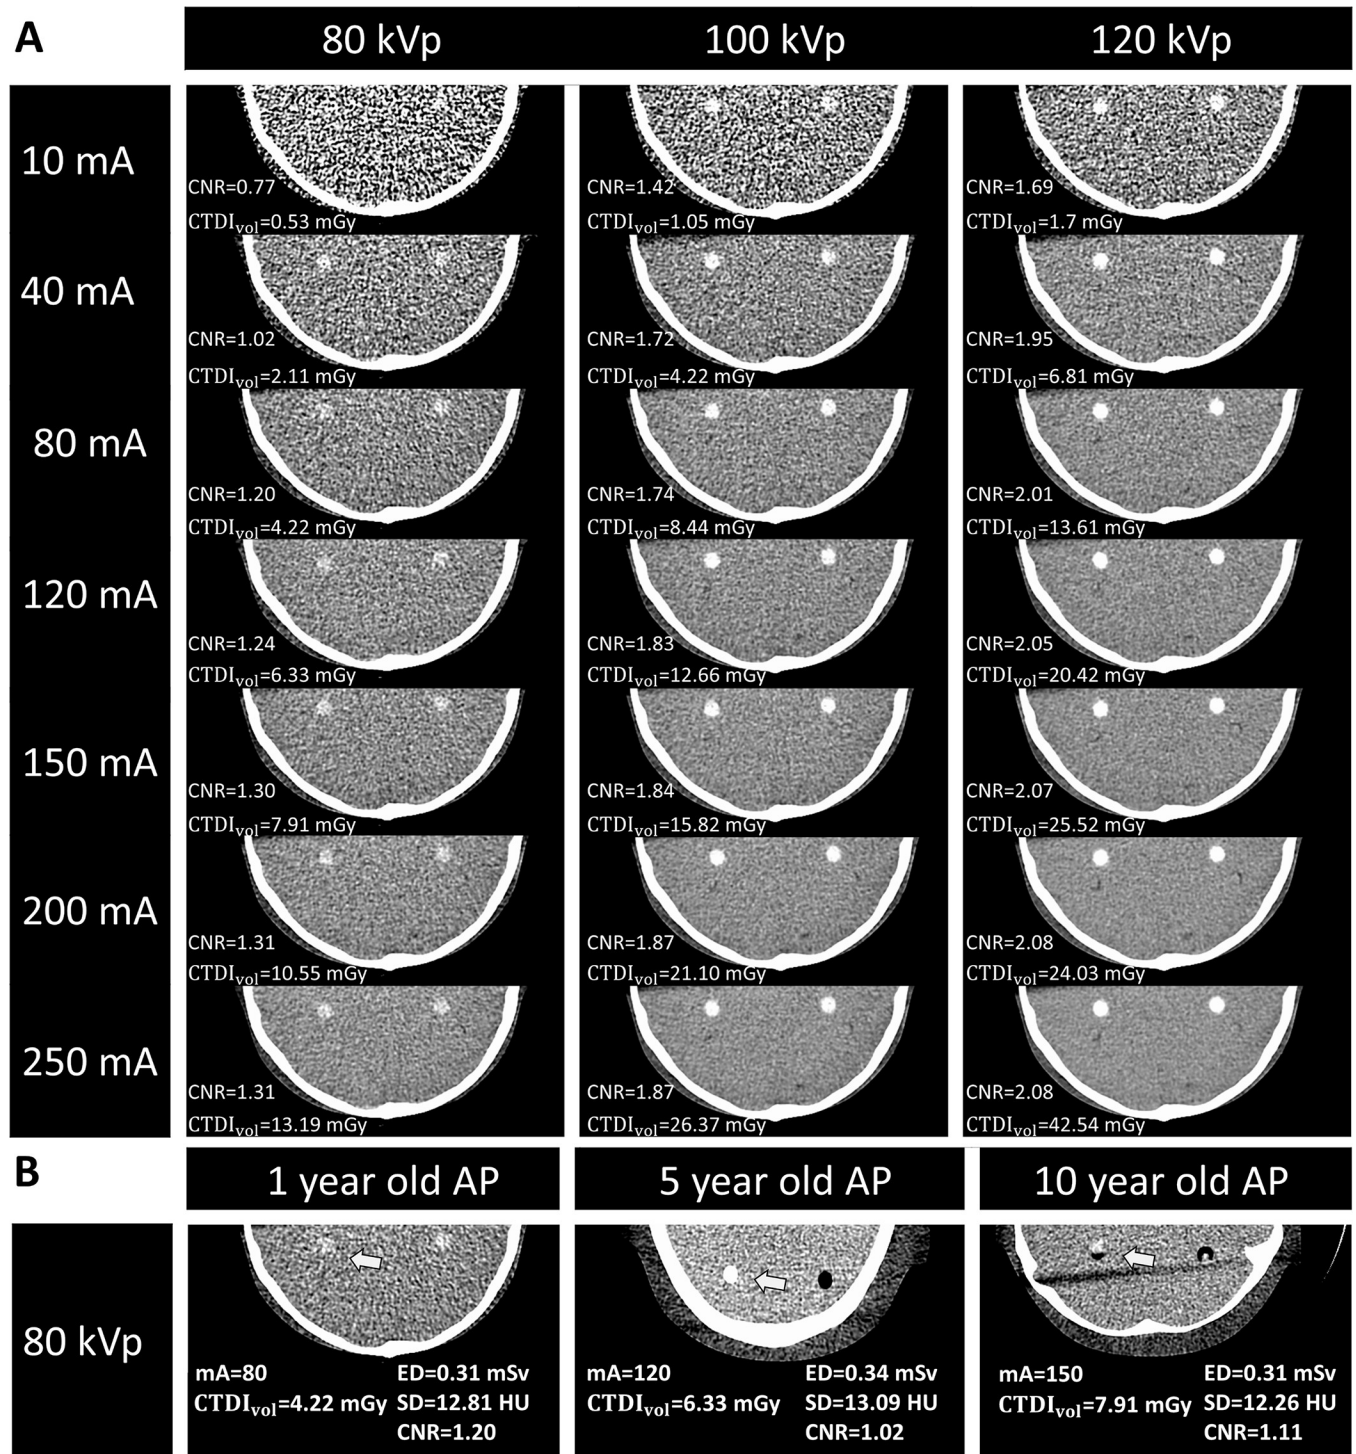 A
80 kVp 100 kVp 120 kVp
10 mA
CNR=0.77 CNR=1.42 CNR=1.69
CTDIvol=0.53 mGy CTDIvol=1.05 mGy CTDIvol=1.7 mGy
40 mA
CNR=1.02 CNR=1.72 CNR=1.95
CTDIvol=2.11 mGy CTDIvol=4.22 mGy CTDIvol=6.81 mGy
80 mA
CNR=1.20 CNR=1.74 CNR=2.01
CTDIvol=4.22 mGy CTDIvol=8.44 mGy CTDIvol=13.61 mGy
120 mA
CNR=1.24 CNR=1.83 CNR=2.05
CTDIvol=6.33 mGy CTDIvol=12.66 mGy CTDIvol=20.42 mGy
150 mA
CNR=1.30 CNR=1.84 CNR=2.07
CTDIvol=7.91 mGy CTDIvol=15.82 mGy CTDIvol=25.52 mGy
200 mA
CNR=1.31 CNR=1.87 CNR=2.08
CTDIvol=10.55 mGy CTDIvol=21.10 mGy CTDIvol=24.03 mGy
250 mA
CNR=1.31 CNR=1.87 CNR=2.08
CTDIvol=13.19 mGy CTDIvol=26.37 mGy CTDIvol=42.54 mGy
B
1 year old AP 5 year old AP 10 year old AP
80 kVp
mA=80 ED=0.31 mSv mA=120 ED=0.34 mSv mA=150 ED=0.31 mSv
CTDIvol=4.22 mGy SD=12.81 HU CTDIvol=6.33 mGy SD=13.09 HU CTDIvol=7.91 mGy SD=12.26 HU
CNR=1.20 CNR=1.02 CNR=1.11